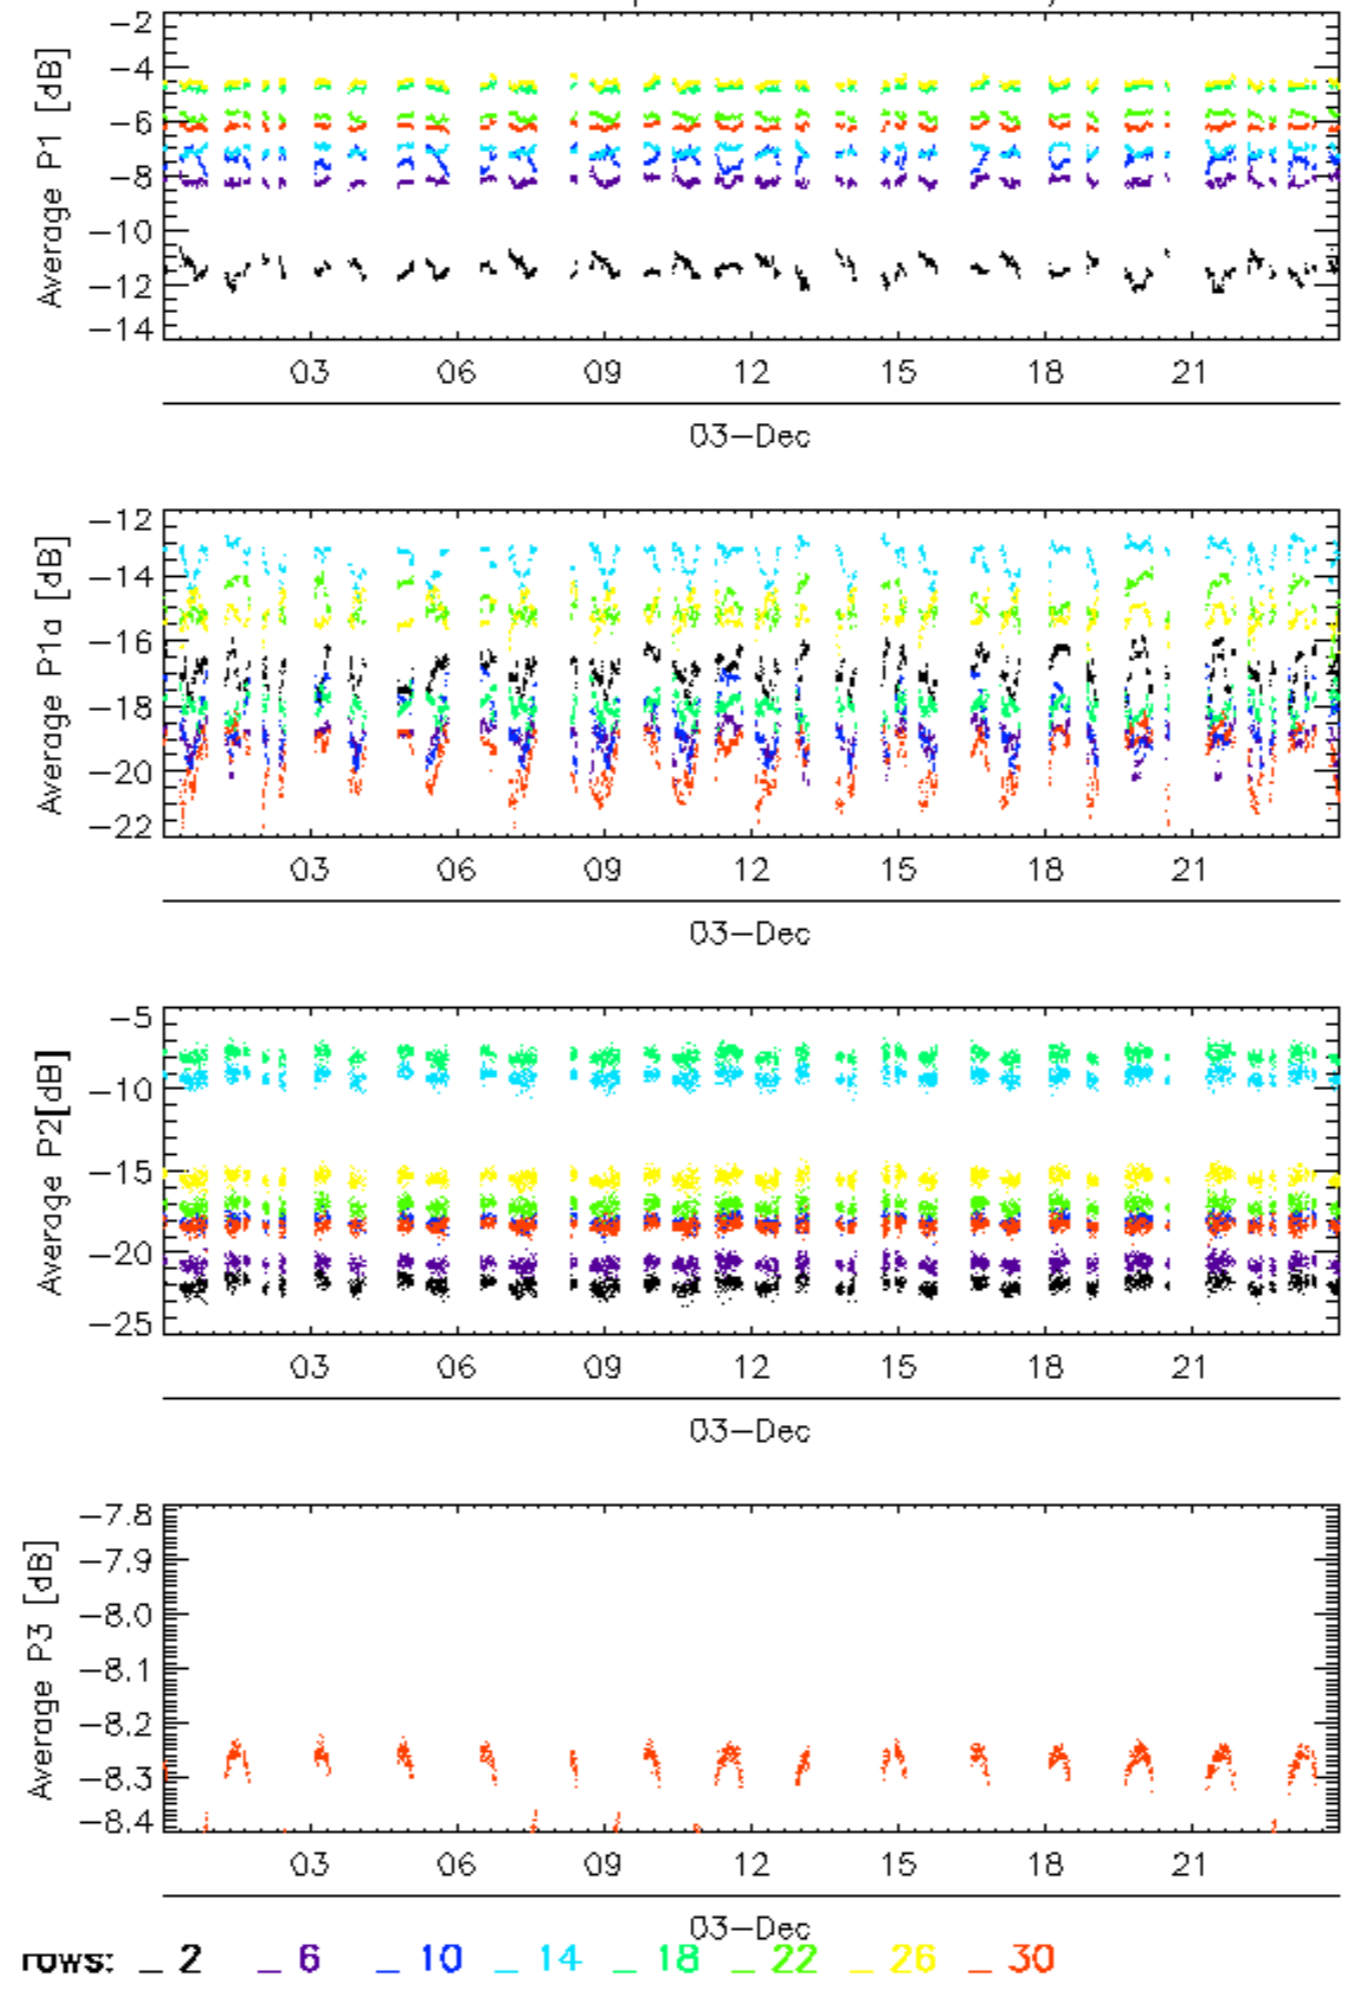 Average P1 [dB]
−2
−4
−6
−8
−10
−12
−14
03 06 09 12 15 18 21
03−Dec
Average P1a [dB]
−12
−14
−16
−18
−20
−22
03 06 09 12 15 18 21
03−Dec
Average P2[dB]
−5
−10
−15
−20
−25
03 06 09 12 15 18 21
03−Dec
Average P3 [dB]
−7.8
−7.9
−8.0
−8.1
−8.2
−8.3
−8.4
03 06 09 12 15 18 21
03−Dec
rows: _ 2 _ 6 _ 10 _ 14 _ 18 _ 22 _ 26 _ 30